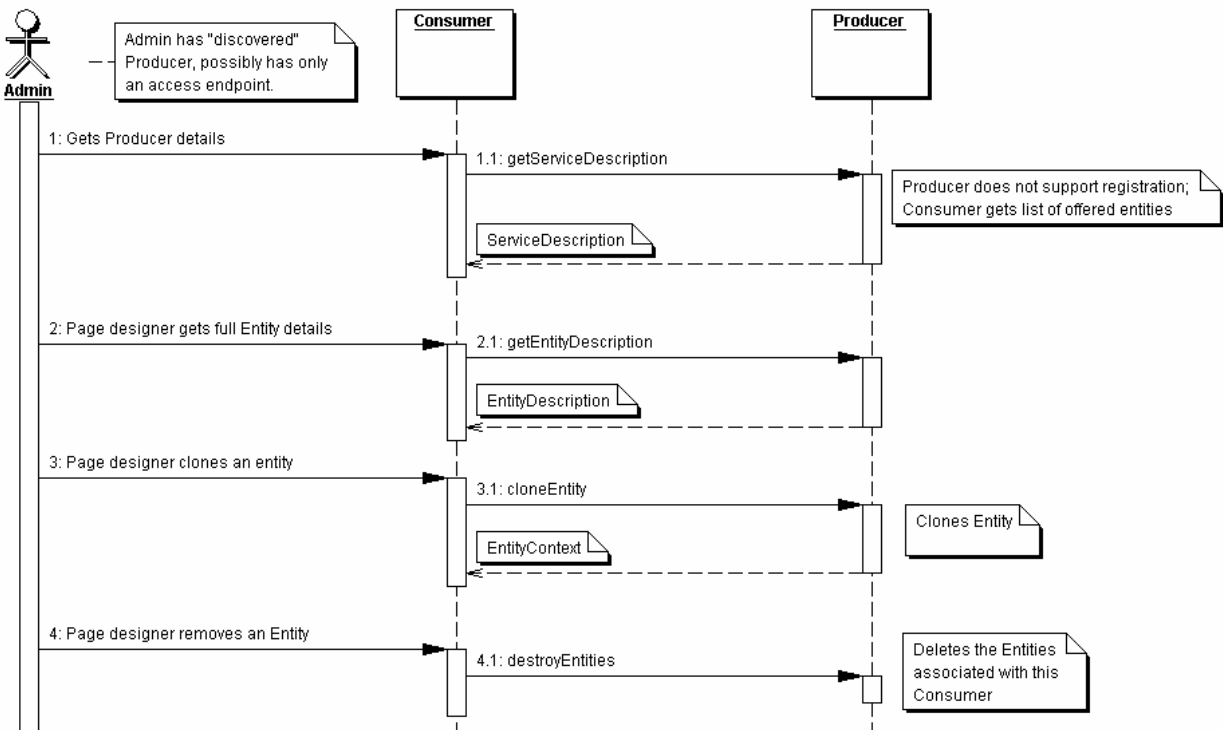 Consumer
Producer
Admin has "discovered"
Producer, possibly has only
an access endpoint.
Admin
1: Gets Producer details
1.1: getServiceDescription
Producer does not support registration;
Consumer gets list of offered entities
ServiceDescription
2: Page designer gets full Entity details
2.1: getEntityDescription
EntityDescription
3: Page designer clones an entity
3.1: cloneEntity
Clones Entity
EntityContext
4: Page designer removes an Entity
4.1: destroyEntities
Deletes the Entities
associated with this
Consumer